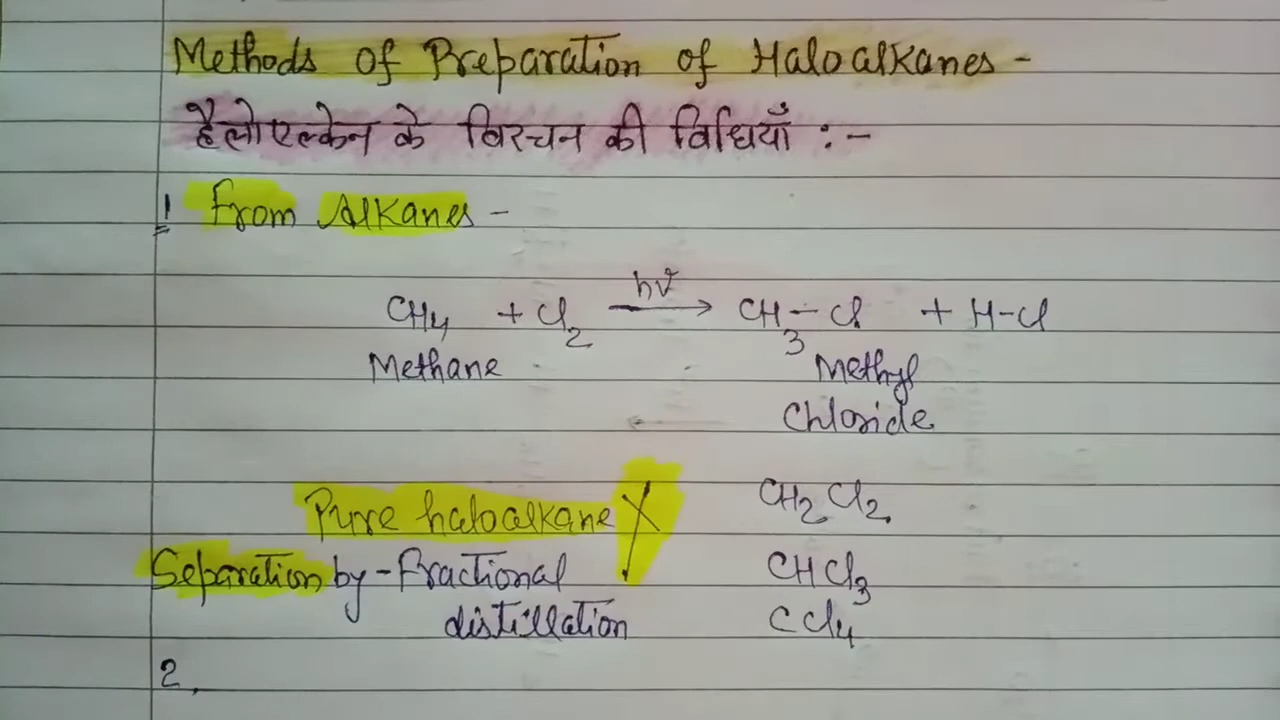 Methods of Preparation of Haloalkanes -
हैलोएल्केन के विरचन की विधियाँ :-
1 From Alkanes -
hν
CH4 + Cl2 ⟶ CH3-Cl + H-Cl
Methane Methyl
Chloride
Pure haloalkane X CH2Cl2
Separation by - Fractional CHCl3
distillation CCl4
2.